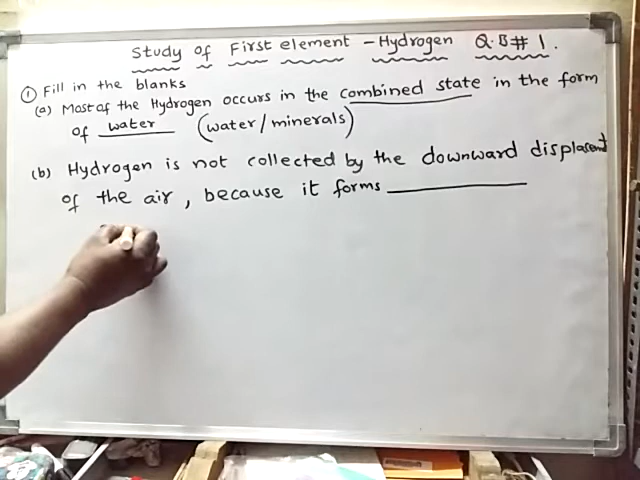 Study of First element - Hydrogen Q.B# 1.
① Fill in the blanks
(a) Most of the Hydrogen occurs in the combined state in the form
of water (water/minerals)
(b) Hydrogen is not collected by the downward displasemt
of the air, because it forms ________